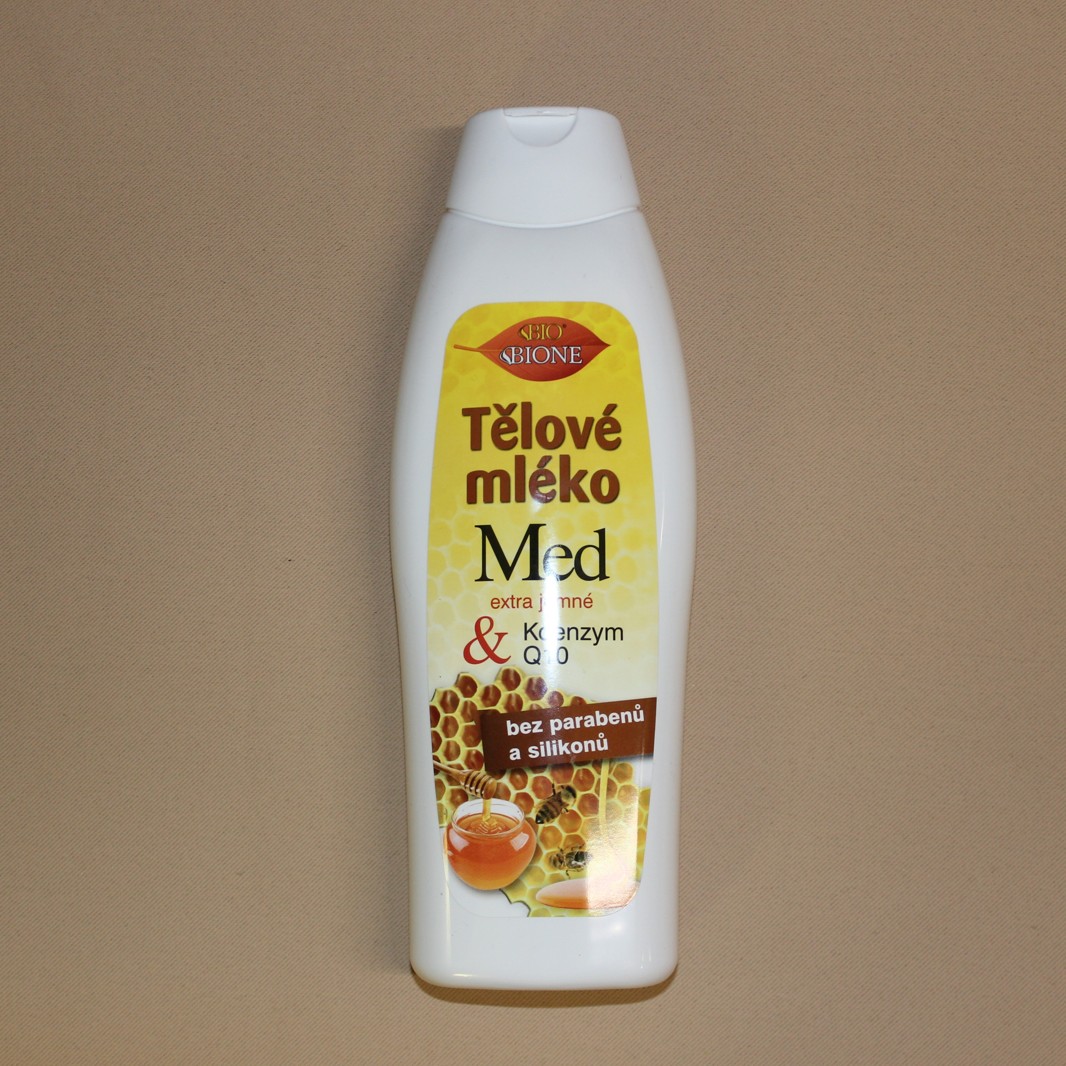 BIO®
BIONE
Tělové
mléko
Med
extra jemné
& Koenzym
Q10
bez parabenů
a silikonů